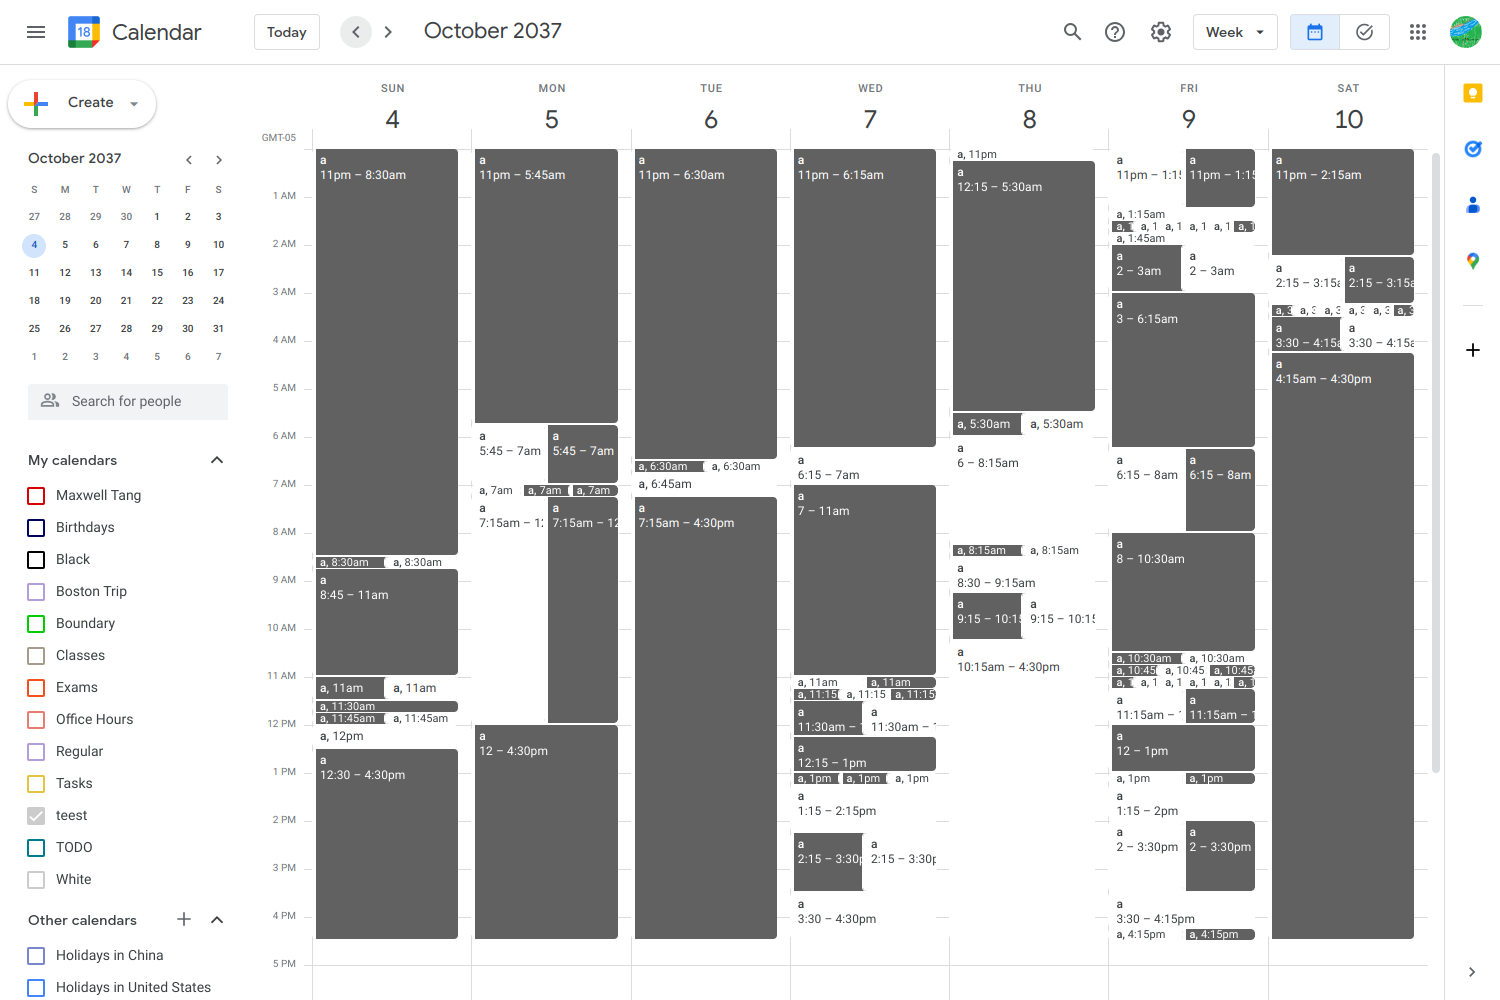 18 Calendar
Today
October 2037
Week
Create
October 2037
S M T W T F S
27 28 29 30 1 2 3
4 5 6 7 8 9 10
11 12 13 14 15 16 17
18 19 20 21 22 23 24
25 26 27 28 29 30 31
1 2 3 4 5 6 7
Search for people
My calendars
Maxwell Tang
Birthdays
Black
Boston Trip
Boundary
Classes
Exams
Office Hours
Regular
Tasks
teest
TODO
White
Other calendars
Holidays in China
Holidays in United States
GMT-05
1 AM
2 AM
3 AM
4 AM
5 AM
6 AM
7 AM
8 AM
9 AM
10 AM
11 AM
12 PM
1 PM
2 PM
3 PM
4 PM
5 PM
SUN
4
a
11pm – 8:30am
a, 8:30am
a, 8:30am
a
8:45 – 11am
a, 11am
a, 11am
a, 11:30am
a, 11:45am
a, 11:45am
a, 12pm
a
12:30 – 4:30pm
MON
5
a
11pm – 5:45am
a
5:45 – 7am
a
5:45 – 7am
a, 7am
a, 7am
a, 7am
a
7:15am – 12
a
7:15am – 12
a
12 – 4:30pm
TUE
6
a
11pm – 6:30am
a, 6:30am
a, 6:30am
a, 6:45am
a
7:15am – 4:30pm
WED
7
a
11pm – 6:15am
a
6:15 – 7am
a
7 – 11am
a, 11am
a, 11am
a, 11:15
a, 11:15
a, 11:15
a
11:30am –
a
11:30am –
a
12:15 – 1pm
a, 1pm
a, 1pm
a, 1pm
a
1:15 – 2:15pm
a
2:15 – 3:30p
a
2:15 – 3:30p
a
3:30 – 4:30pm
THU
8
a, 11pm
a
12:15 – 5:30am
a, 5:30am
a, 5:30am
a
6 – 8:15am
a, 8:15am
a, 8:15am
a
8:30 – 9:15am
a
9:15 – 10:15
a
9:15 – 10:15
a
10:15am – 4:30pm
FRI
9
a
11pm – 1:15
a
11pm – 1:15
a, 1:15am
a, 1
a, 1
a, 1
a, 1
a, 1
a, 1
a, 1:45am
a
2 – 3am
a
2 – 3am
a
3 – 6:15am
a
6:15 – 8am
a
6:15 – 8am
a
8 – 10:30am
a, 10:30am
a, 10:30am
a, 10:45
a, 10:45
a, 10:45
a, 1
a, 1
a, 1
a, 1
a, 1
a, 1
a
11:15am –
a
11:15am –
a
12 – 1pm
a, 1pm
a, 1pm
a
1:15 – 2pm
a
2 – 3:30pm
a
2 – 3:30pm
a
3:30 – 4:15pm
a, 4:15pm
a, 4:15pm
SAT
10
a
11pm – 2:15am
a
2:15 – 3:15a
a
2:15 – 3:15a
a, 3
a, 3
a, 3
a, 3
a, 3
a, 3
a
3:30 – 4:15a
a
3:30 – 4:15a
a
4:15am – 4:30pm